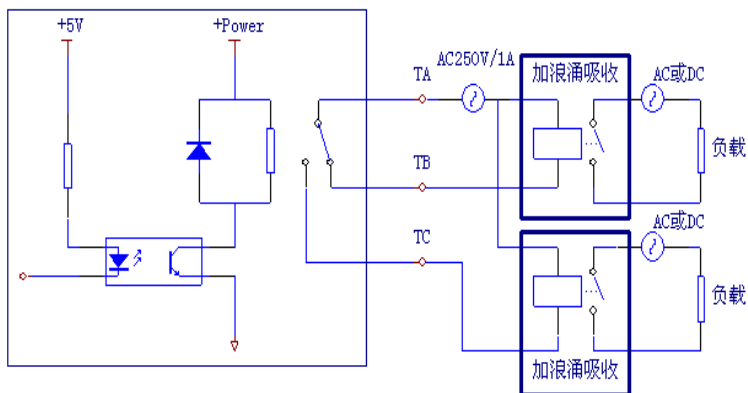 +5V
+Power
TA
AC250V/1A
加浪涌吸收
AC或DC
负载
TB
TC
AC或DC
负载
加浪涌吸收